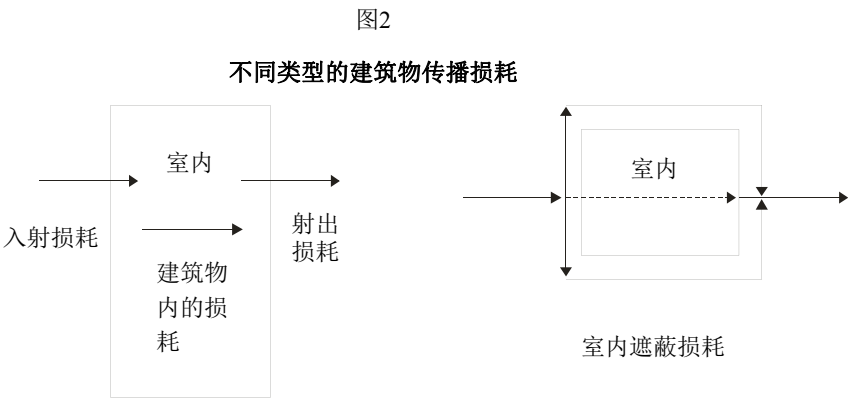 图2
不同类型的建筑物传播损耗
室内
入射损耗
射出
损耗
建筑物
内的损
耗
室内
室内遮蔽损耗